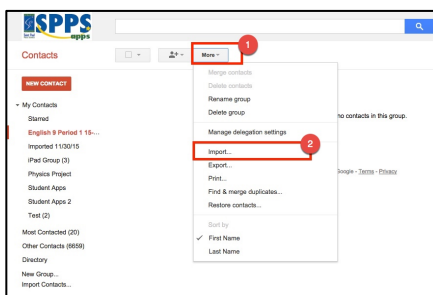 SPPS
apps
Contacts
More
1
NEW CONTACT
My Contacts
Starred
English 9 Period 1 15-...
Imported 11/30/15
iPad Group (3)
Physics Project
Student Apps
Student Apps 2
Test (2)
Most Contacted (20)
Other Contacts (6659)
Directory
New Group...
Import Contacts...
Merge contacts
Delete contacts
Rename group
Delete group
Manage delegation settings
2
Import...
Export...
Print...
Find & merge duplicates...
Restore contacts...
Sort by
First Name
Last Name
no contacts in this group.
Google - Terms - Privacy